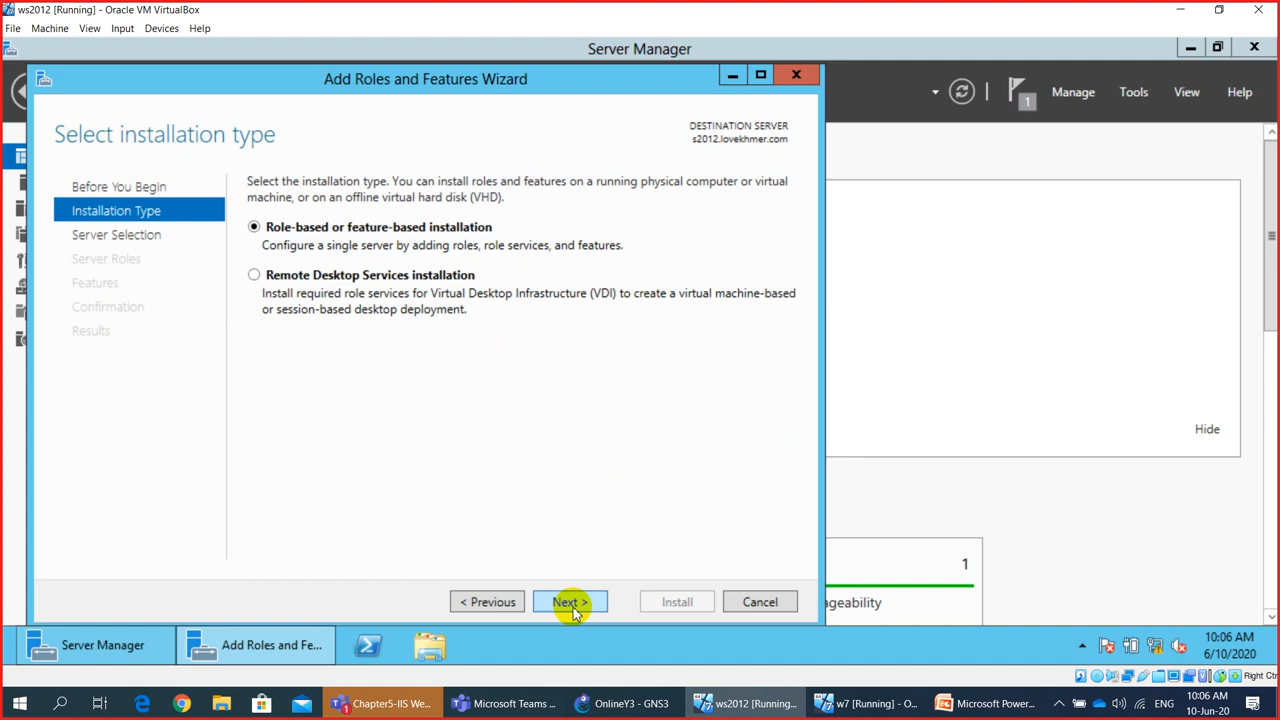 ws2012 [Running] - Oracle VM VirtualBox
File Machine View Input Devices Help
Server Manager
Add Roles and Features Wizard
1
Manage Tools View Help
Select installation type
DESTINATION SERVER
s2012.lovekhmer.com
Before You Begin
Installation Type
Server Selection
Server Roles
Features
Confirmation
Results
Select the installation type. You can install roles and features on a running physical computer or virtual
machine, or on an offline virtual hard disk (VHD).
Role-based or feature-based installation
Configure a single server by adding roles, role services, and features.
Remote Desktop Services installation
Install required role services for Virtual Desktop Infrastructure (VDI) to create a virtual machine-based
or session-based desktop deployment.
Hide
1
ageability
< Previous Next > Install Cancel
Server Manager Add Roles and Fe... 10:06 AM
6/10/2020
Right Ctr
Chapter5-IIS We... Microsoft Teams ... OnlineY3 - GNS3 ws2012 [Running... w7 [Running] - O... Microsoft Power... ENG 10:06 AM
10-Jun-20